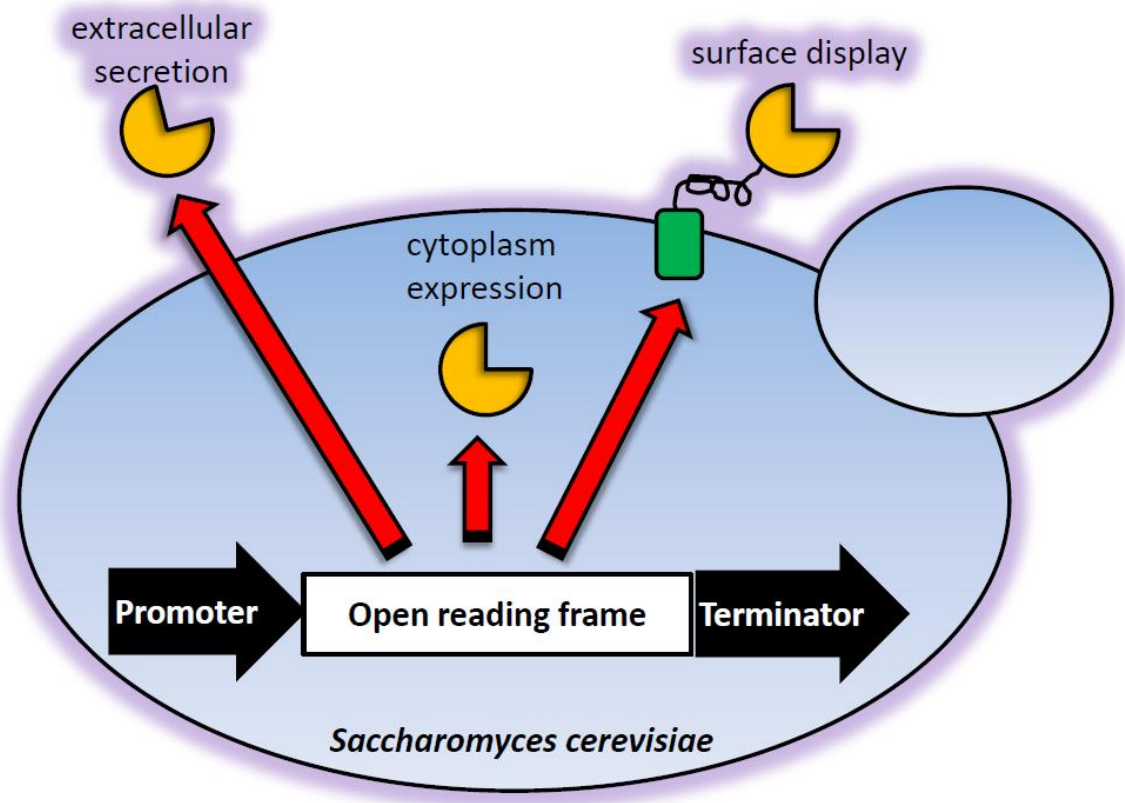 extracellular
secretion
surface display
cytoplasm
expression
Promoter
Open reading frame
Terminator
Saccharomyces cerevisiae